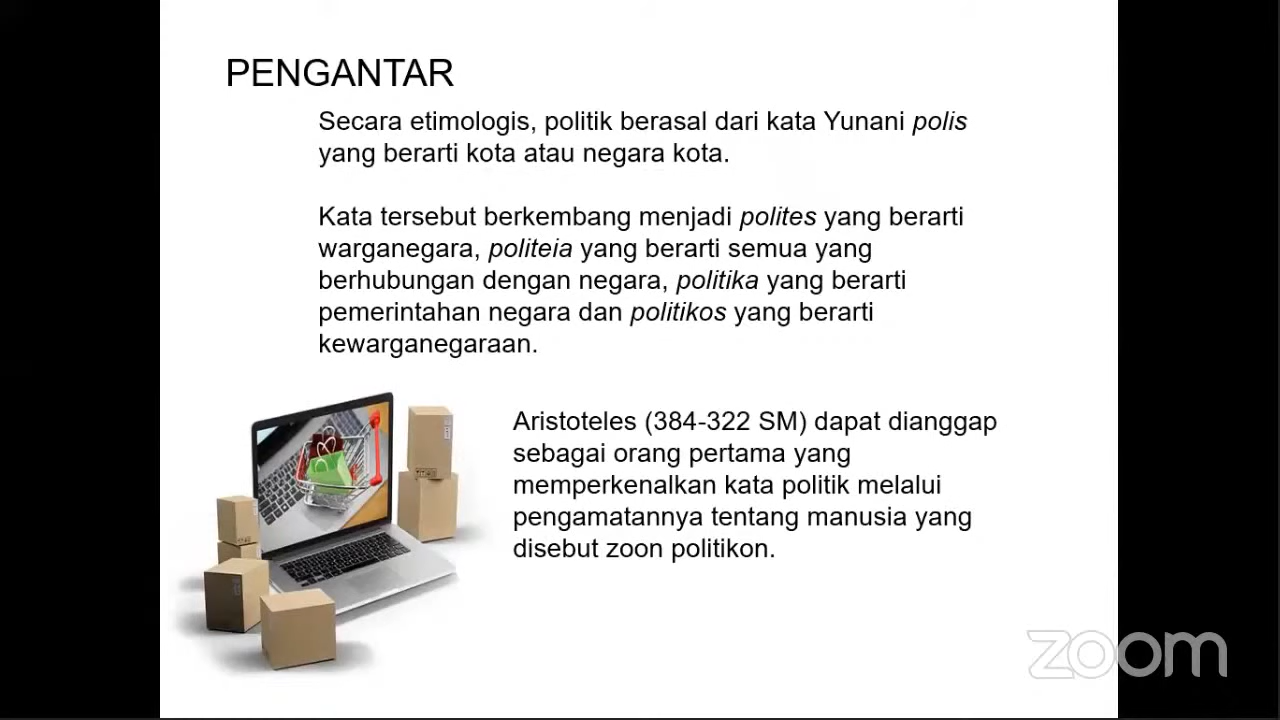 PENGANTAR
Secara etimologis, politik berasal dari kata Yunani polis
yang berarti kota atau negara kota.
Kata tersebut berkembang menjadi polites yang berarti
warganegara, politeia yang berarti semua yang
berhubungan dengan negara, politika yang berarti
pemerintahan negara dan politikos yang berarti
kewarganegaraan.
Aristoteles (384-322 SM) dapat dianggap
sebagai orang pertama yang
memperkenalkan kata politik melalui
pengamatannya tentang manusia yang
disebut zoon politikon.
zoom